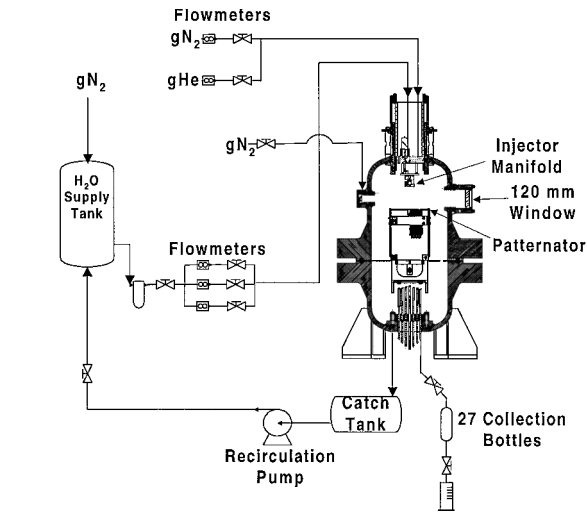 Flowmeters
gN₂
gHe
gN₂
gN₂
H₂O
Supply
Tank
Injector
Manifold
120 mm
Window
Patternator
Flowmeters
Catch
Tank
27 Collection
Bottles
Recirculation
Pump